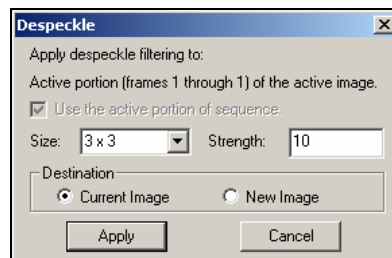 Despeckle
Apply despeckle filtering to:
Active portion (frames 1 through 1) of the active image.
Use the active portion of sequence.
Size: 3 x 3 Strength: 10
Destination
Current Image New Image
Apply Cancel